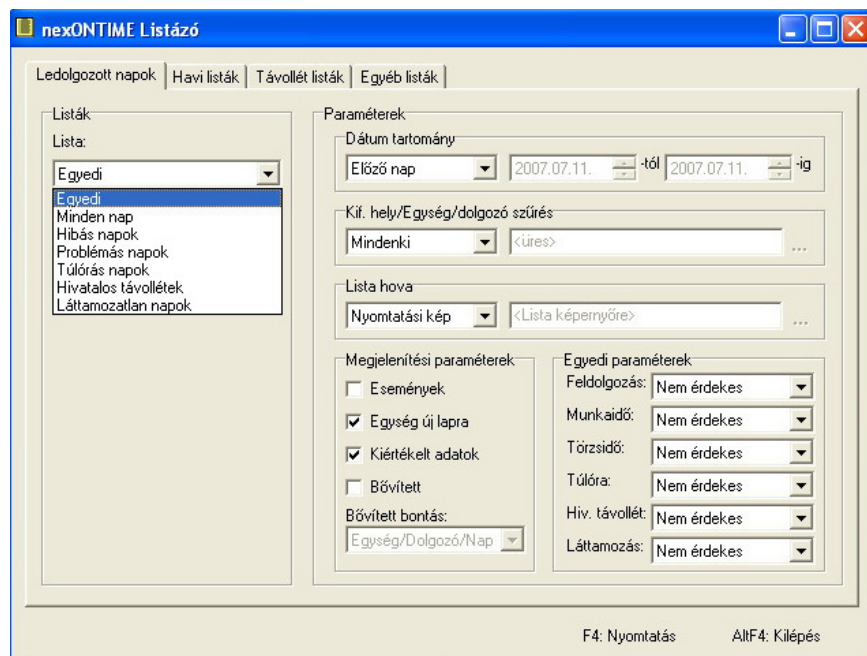 nexONTIME Listázó
Ledolgozott napok
Havi listák
Távollét listák
Egyéb listák
Listák
Lista:
Egyedi
Egyedi
Minden nap
Hibás napok
Problémás napok
Túlórás napok
Hivatalos távollétek
Láttamozatlan napok
Paraméterek
Dátum tartomány
Előző nap
2007.07.11.
-tól
2007.07.11.
-ig
Kif. hely/Egység/dolgozó szűrés
Mindenki
<üres>
...
Lista hova
Nyomtatási kép
<Lista képernyőre>
...
Megjelenítési paraméterek
Események
Egység új lapra
Kiértékelt adatok
Bővített
Bővített bontás:
Egység/Dolgozó/Nap
Egyedi paraméterek
Feldolgozás: Nem érdekes
Munkaidő: Nem érdekes
Törzsidő: Nem érdekes
Túlóra: Nem érdekes
Hiv. távollét: Nem érdekes
Láttamozás: Nem érdekes
F4: Nyomtatás
AltF4: Kilépés